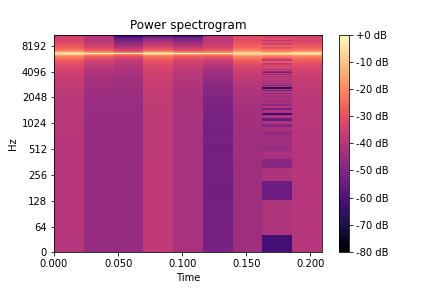 Power spectrogram
Hz
8192
4096
2048
1024
512
256
128
64
0
0.000 0.050 0.100 0.150 0.200
Time
+0 dB
-10 dB
-20 dB
-30 dB
-40 dB
-50 dB
-60 dB
-70 dB
-80 dB